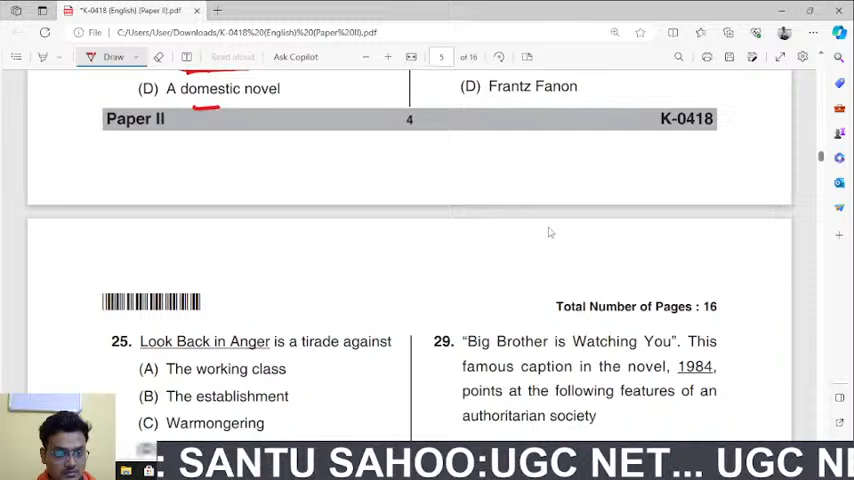 *K-0418 (English) (Paper II).pdf
File
C:/Users/User/Downloads/K-0418%20(English)%20(Paper%20II).pdf
Draw
Read aloud
Ask Copilot
5
of 16
(D) A domestic novel
(D) Frantz Fanon
Paper II
4
K-0418
Total Number of Pages : 16
25. Look Back in Anger is a tirade against
(A) The working class
(B) The establishment
(C) Warmongering
29. “Big Brother is Watching You”. This
famous caption in the novel, 1984,
points at the following features of an
authoritarian society
: SANTU SAHOO:UGC NET... UGC NE